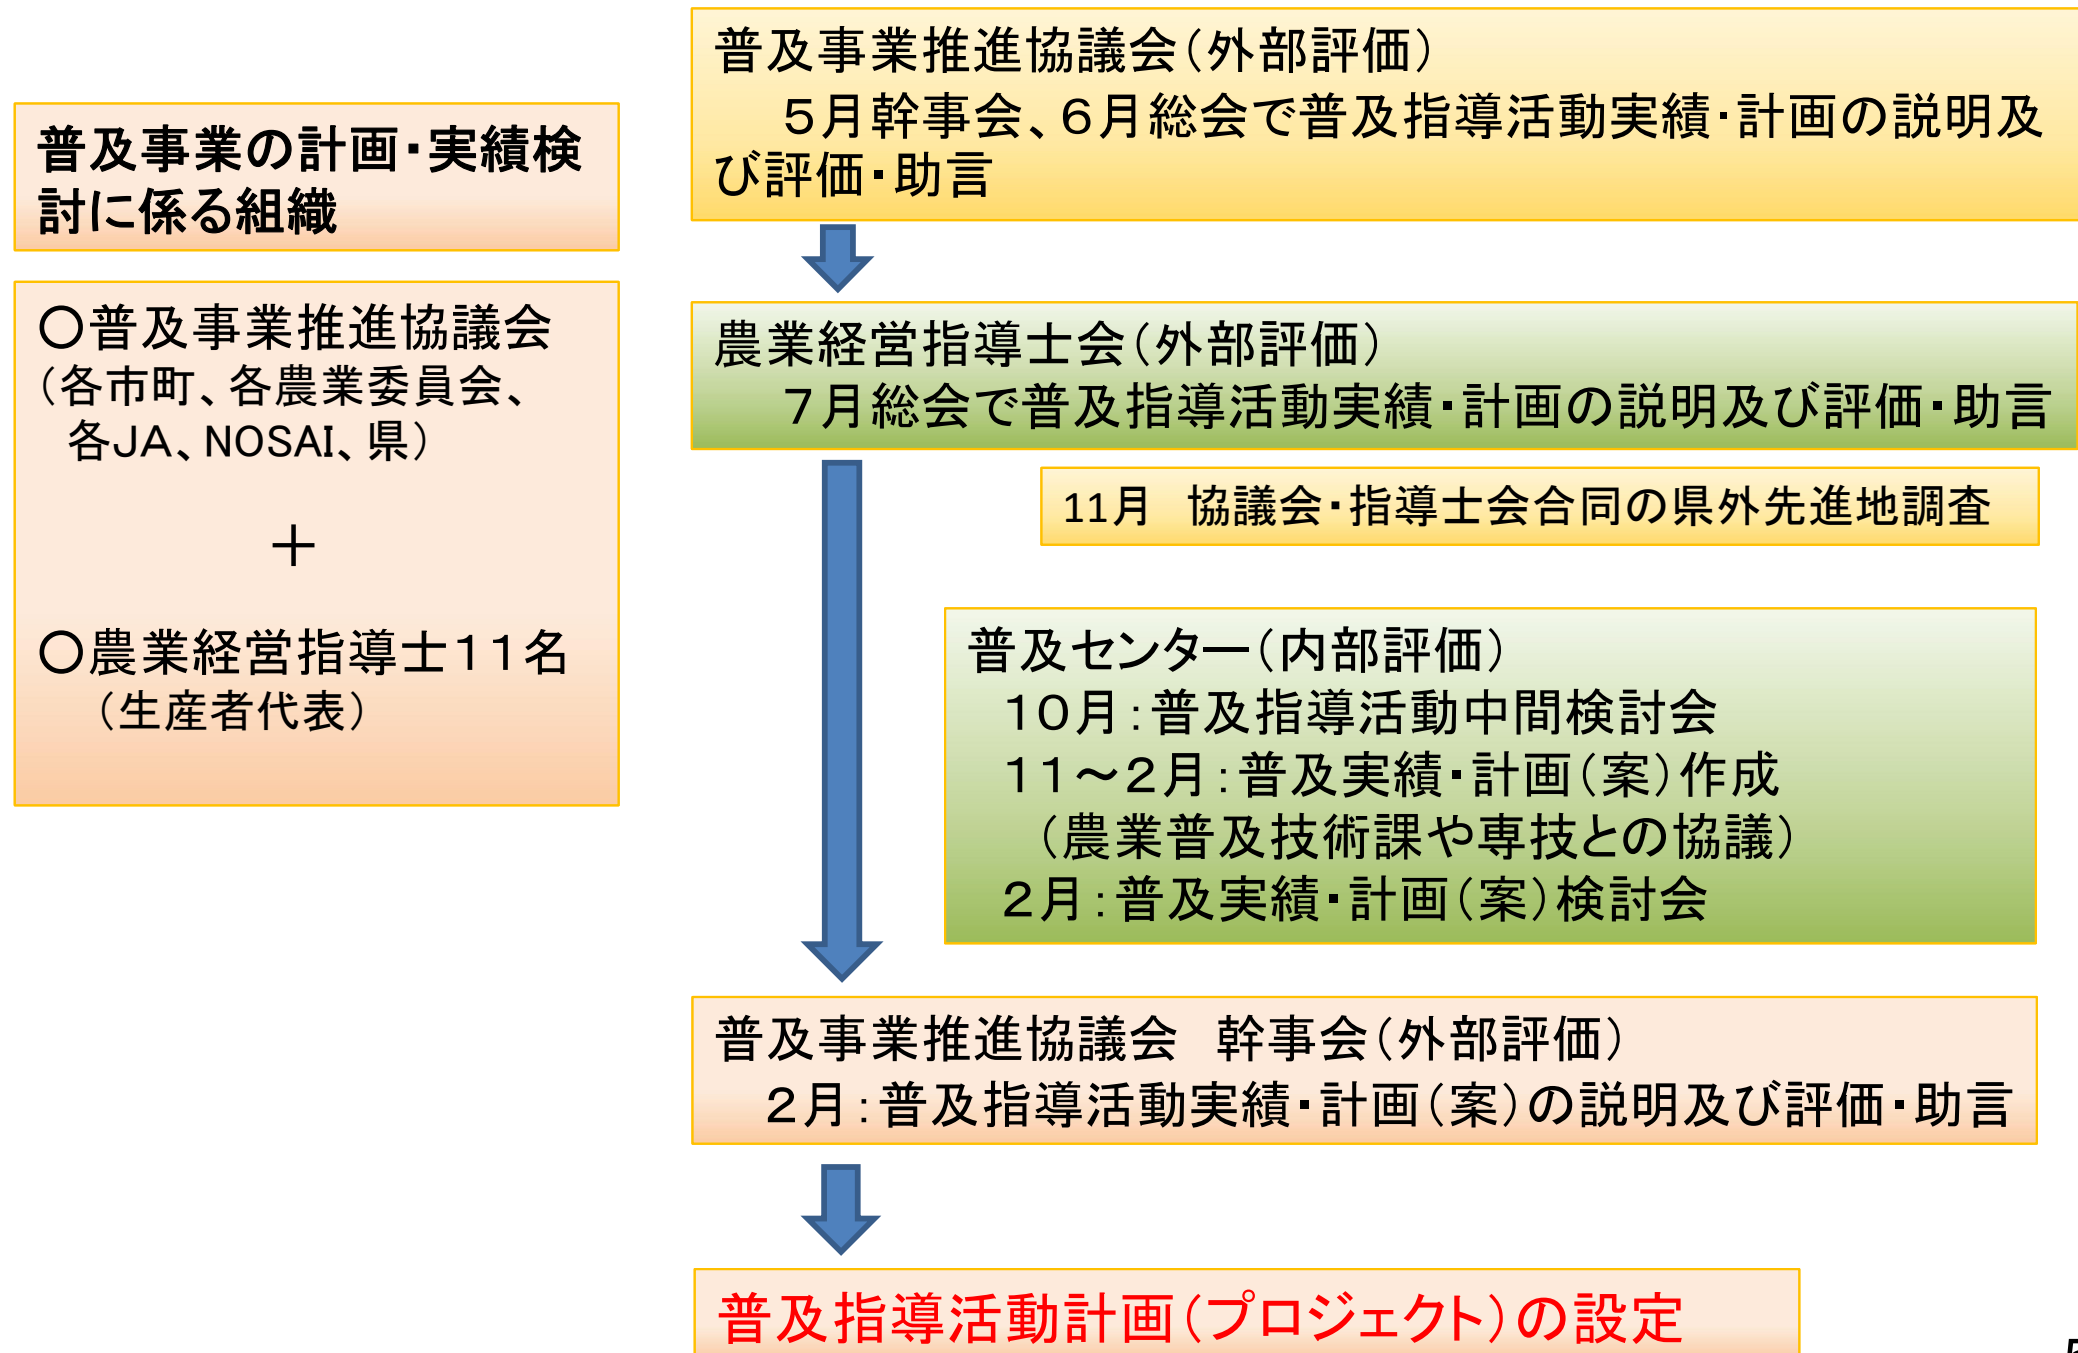 普及事業の計画・実績検
討に係る組織
○普及事業推進協議会
（各市町、各農業委員会、
各ＪＡ、NOSAI、県）
＋
○農業経営指導士１１名
（生産者代表）
普及事業推進協議会（外部評価）
５月幹事会、６月総会で普及指導活動実績・計画の説明及
び評価・助言
農業経営指導士会（外部評価）
７月総会で普及指導活動実績・計画の説明及び評価・助言
11月　協議会・指導士会合同の県外先進地調査
普及センター（内部評価）
１０月：普及指導活動中間検討会
１１～２月：普及実績・計画（案）作成
（農業普及技術課や専技との協議）
２月：普及実績・計画（案）検討会
普及事業推進協議会　幹事会（外部評価）
２月：普及指導活動実績・計画（案）の説明及び評価・助言
普及指導活動計画（プロジェクト）の設定